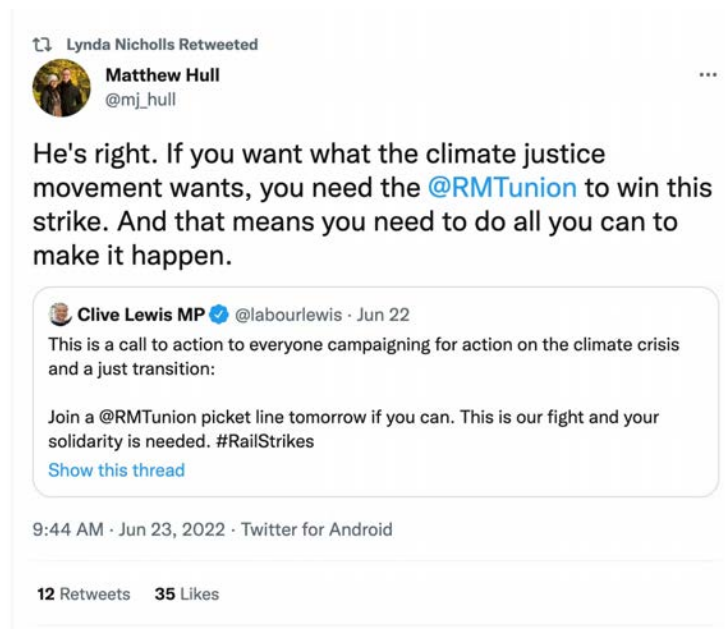 Lynda Nicholls Retweeted
Matthew Hull
@mj_hull
He's right. If you want what the climate justice
movement wants, you need the @RMTunion to win this
strike. And that means you need to do all you can to
make it happen.
Clive Lewis MP @labourlewis · Jun 22
This is a call to action to everyone campaigning for action on the climate crisis
and a just transition:
Join a @RMTunion picket line tomorrow if you can. This is our fight and your
solidarity is needed. #RailStrikes
Show this thread
9:44 AM · Jun 23, 2022 · Twitter for Android
12 Retweets 35 Likes